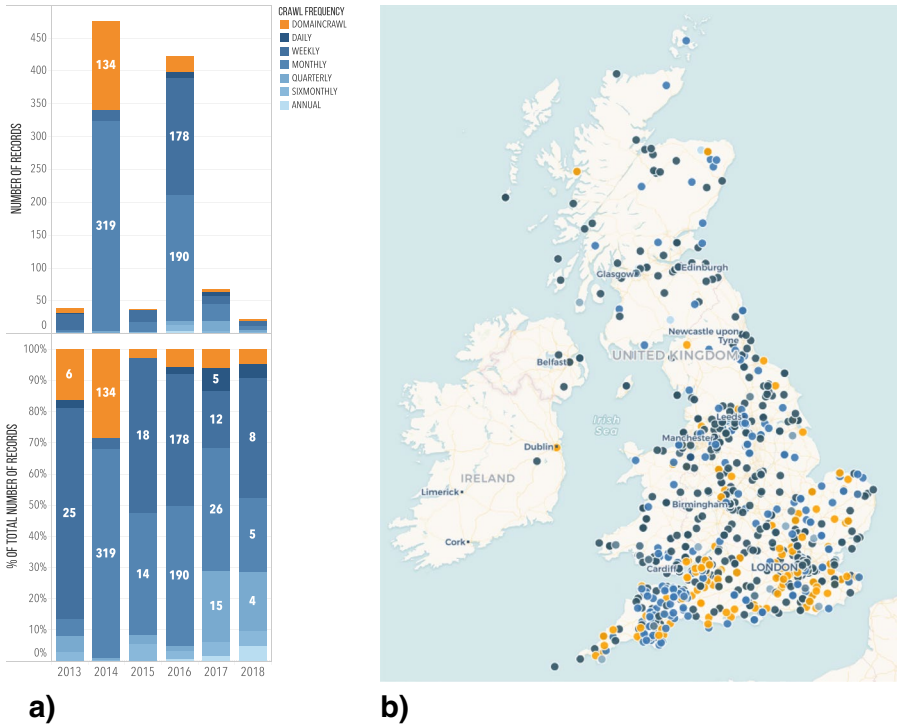 CRAWL FREQUENCY
DOMAINCRAWL
DAILY
WEEKLY
MONTHLY
QUARTERLY
SIXMONTHLY
ANNUAL
NUMBER OF RECORDS
450
400
350
300
250
200
150
100
50
0
134
319
178
190
% OF TOTAL NUMBER OF RECORDS
100%
90%
80%
70%
60%
50%
40%
30%
20%
10%
0%
6
25
134
319
18
14
178
190
5
12
26
15
8
5
4
2013 2014 2015 2016 2017 2018
a)
Glasgow
Edinburgh
Newcastle upon
Tyne
UNITED KINGDOM
Belfast
Irish
Sea
Leeds
Manchester
Dublin
IRELAND
Limerick
Birmingham
Cork
Cardiff
LONDON
b)